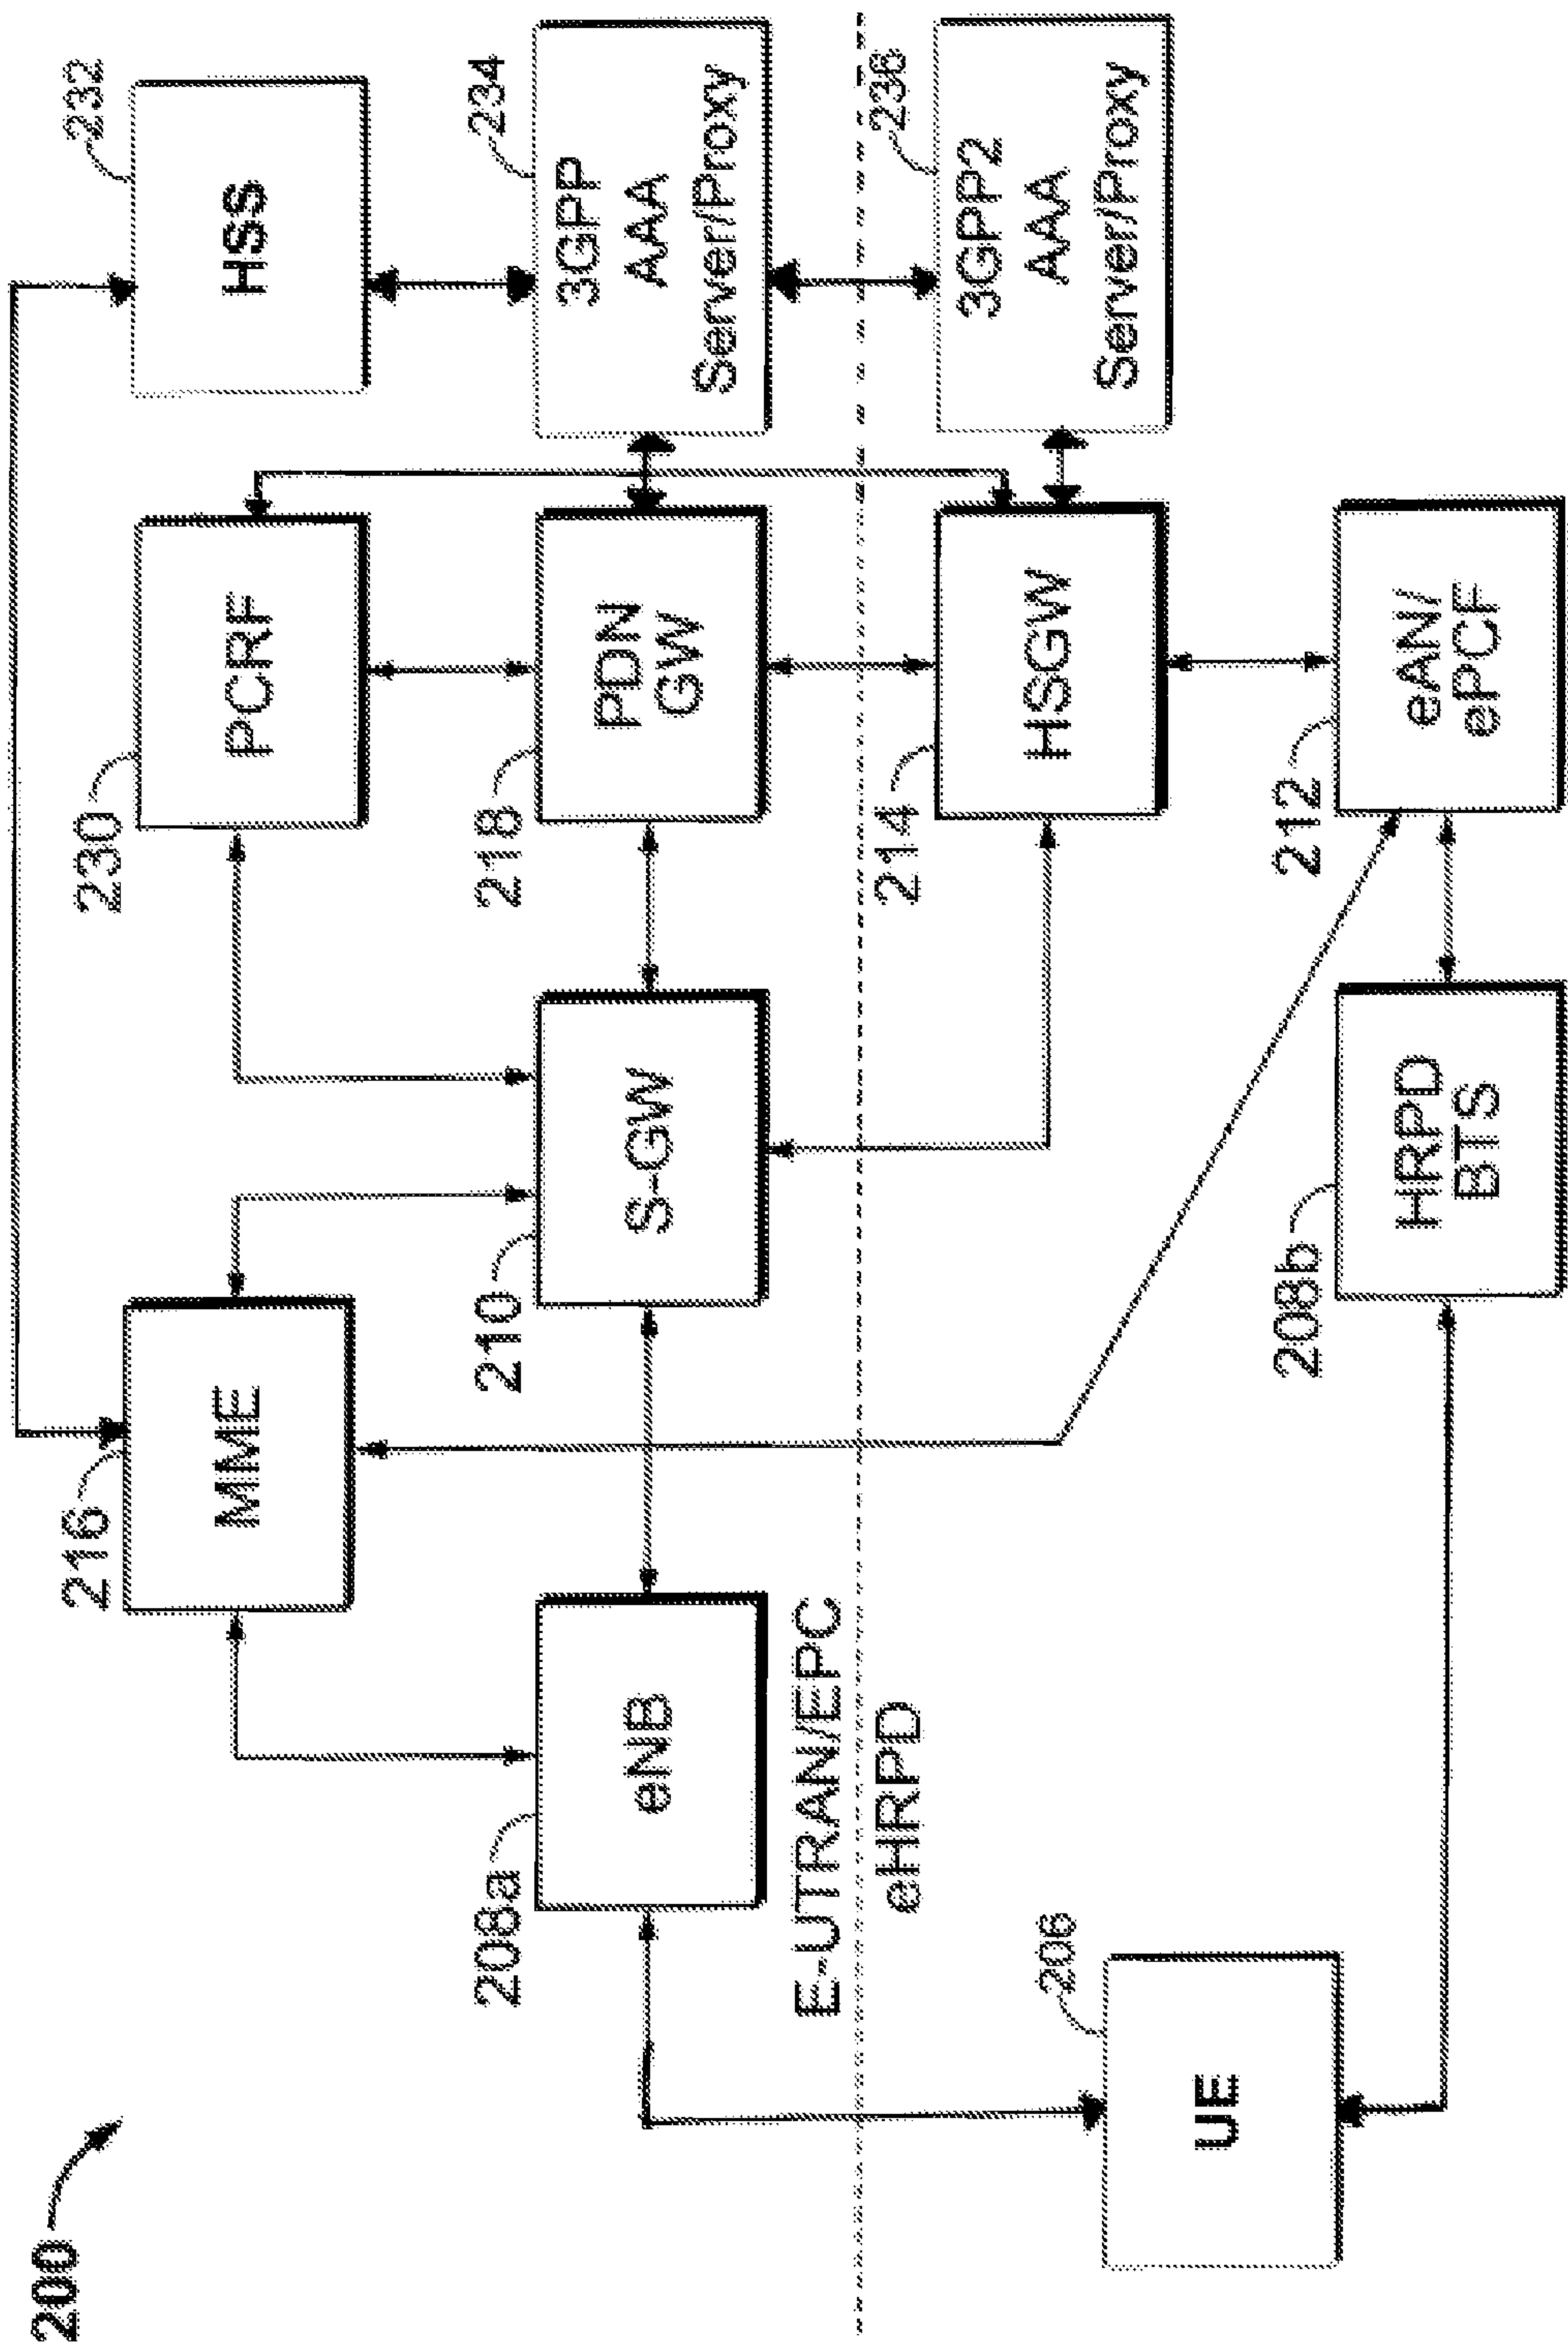 200
216
MME
230
PCRF
232
HSS
208a
eNB
210
S-GW
218
PDN
GW
234
3GPP
AAA
Server/Proxy
E-UTRAN/EPC
eHRPD
214
HSGW
236
3GPP2
AAA
Server/Proxy
206
UE
208b
HRPD
BTS
212
eAN/
ePCF